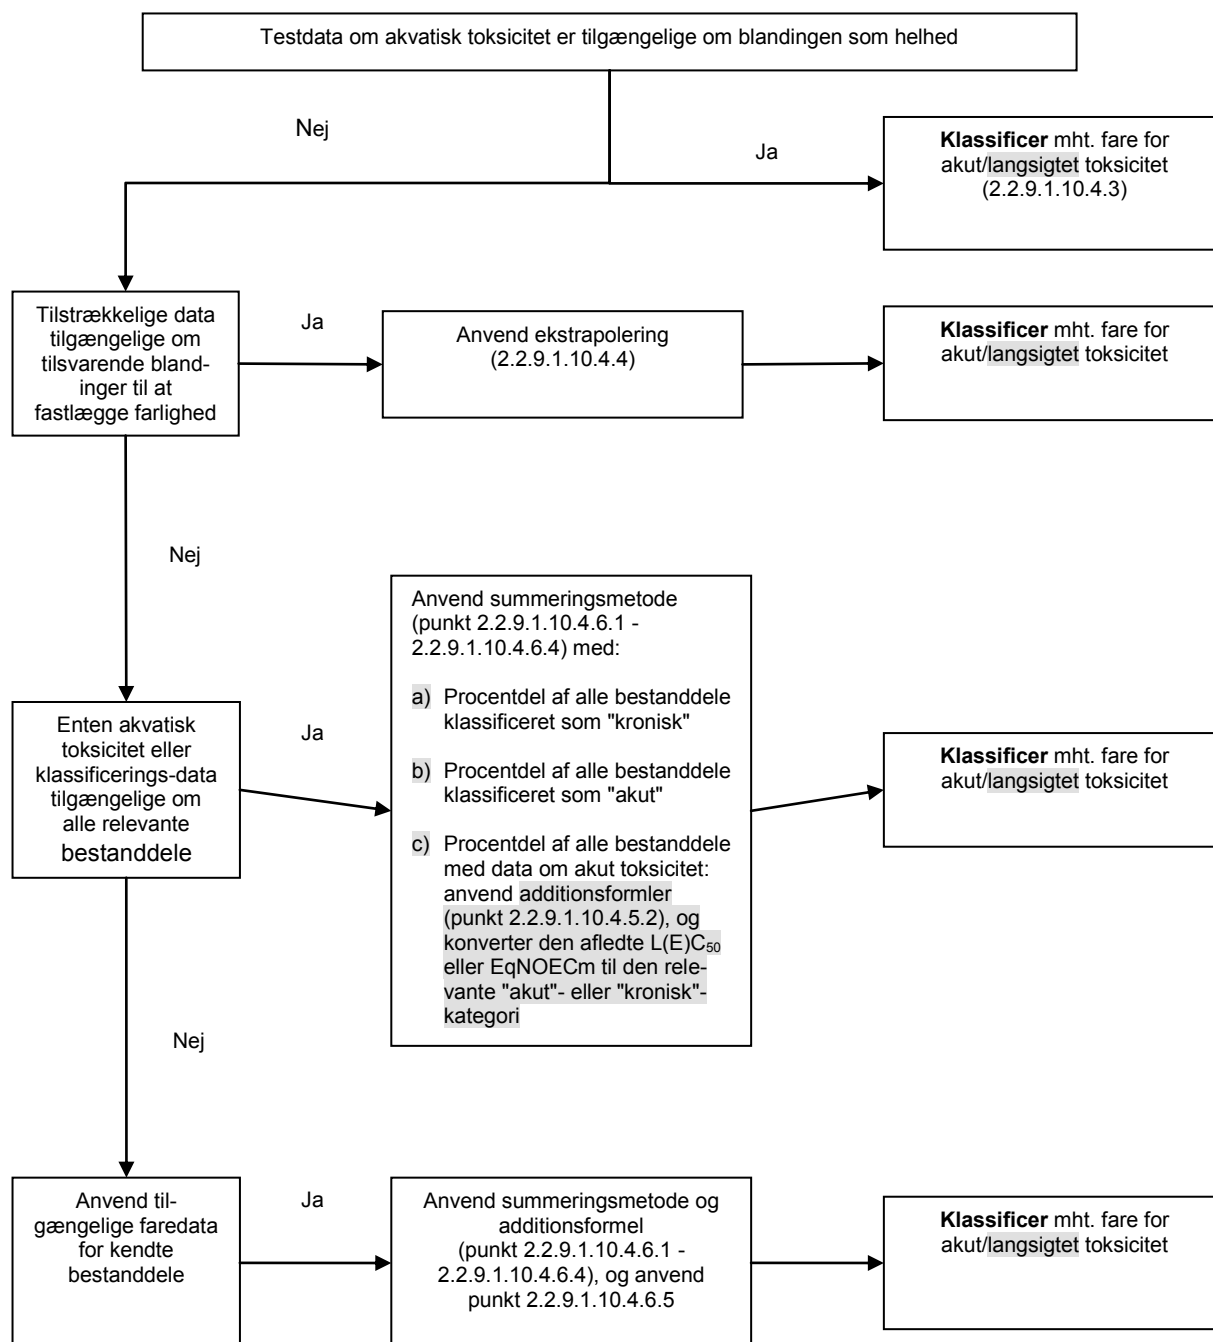 Testdata om akvatisk toksicitet er tilgængelige om blandingen som helhed
Nej
Ja
Klassificer mht. fare for
akut/langsigtet toksicitet
(2.2.9.1.10.4.3)
Tilstrækkelige data
tilgængelige om
tilsvarende bland-
inger til at
fastlægge farlighed
Ja
Anvend ekstrapolering
(2.2.9.1.10.4.4)
Klassificer mht. fare for
akut/langsigtet toksicitet
Nej
Enten akvatisk
toksicitet eller
klassificerings-data
tilgængelige om
alle relevante
bestanddele
Ja
Anvend summeringsmetode
(punkt 2.2.9.1.10.4.6.1 -
2.2.9.1.10.4.6.4) med:
a) Procentdel af alle bestanddele
klassificeret som "kronisk"
b) Procentdel af alle bestanddele
klassificeret som "akut"
c) Procentdel af alle bestanddele
med data om akut toksicitet:
anvend additionsformler
(punkt 2.2.9.1.10.4.5.2), og
konverter den afledte L(E)C₅₀
eller EqNOECm til den rele-
vante "akut"- eller "kronisk"-
kategori
Klassificer mht. fare for
akut/langsigtet toksicitet
Nej
Anvend til-
gængelige faredata
for kendte
bestanddele
Ja
Anvend summeringsmetode og
additionsformel
(punkt 2.2.9.1.10.4.6.1 -
2.2.9.1.10.4.6.4), og anvend
punkt 2.2.9.1.10.4.6.5
Klassificer mht. fare for
akut/langsigtet toksicitet